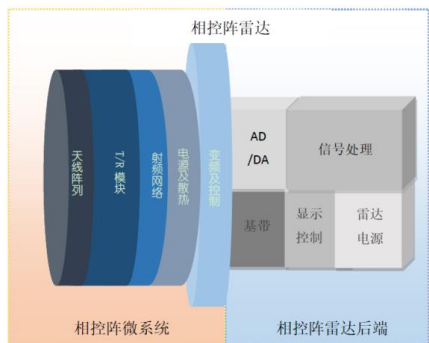 相控阵雷达
天线阵列
T/R 模块
射频网络
电源及散热
变频及控制
AD
/DA
信号处理
基带
显示
控制
雷达
电源
相控阵微系统
相控阵雷达后端